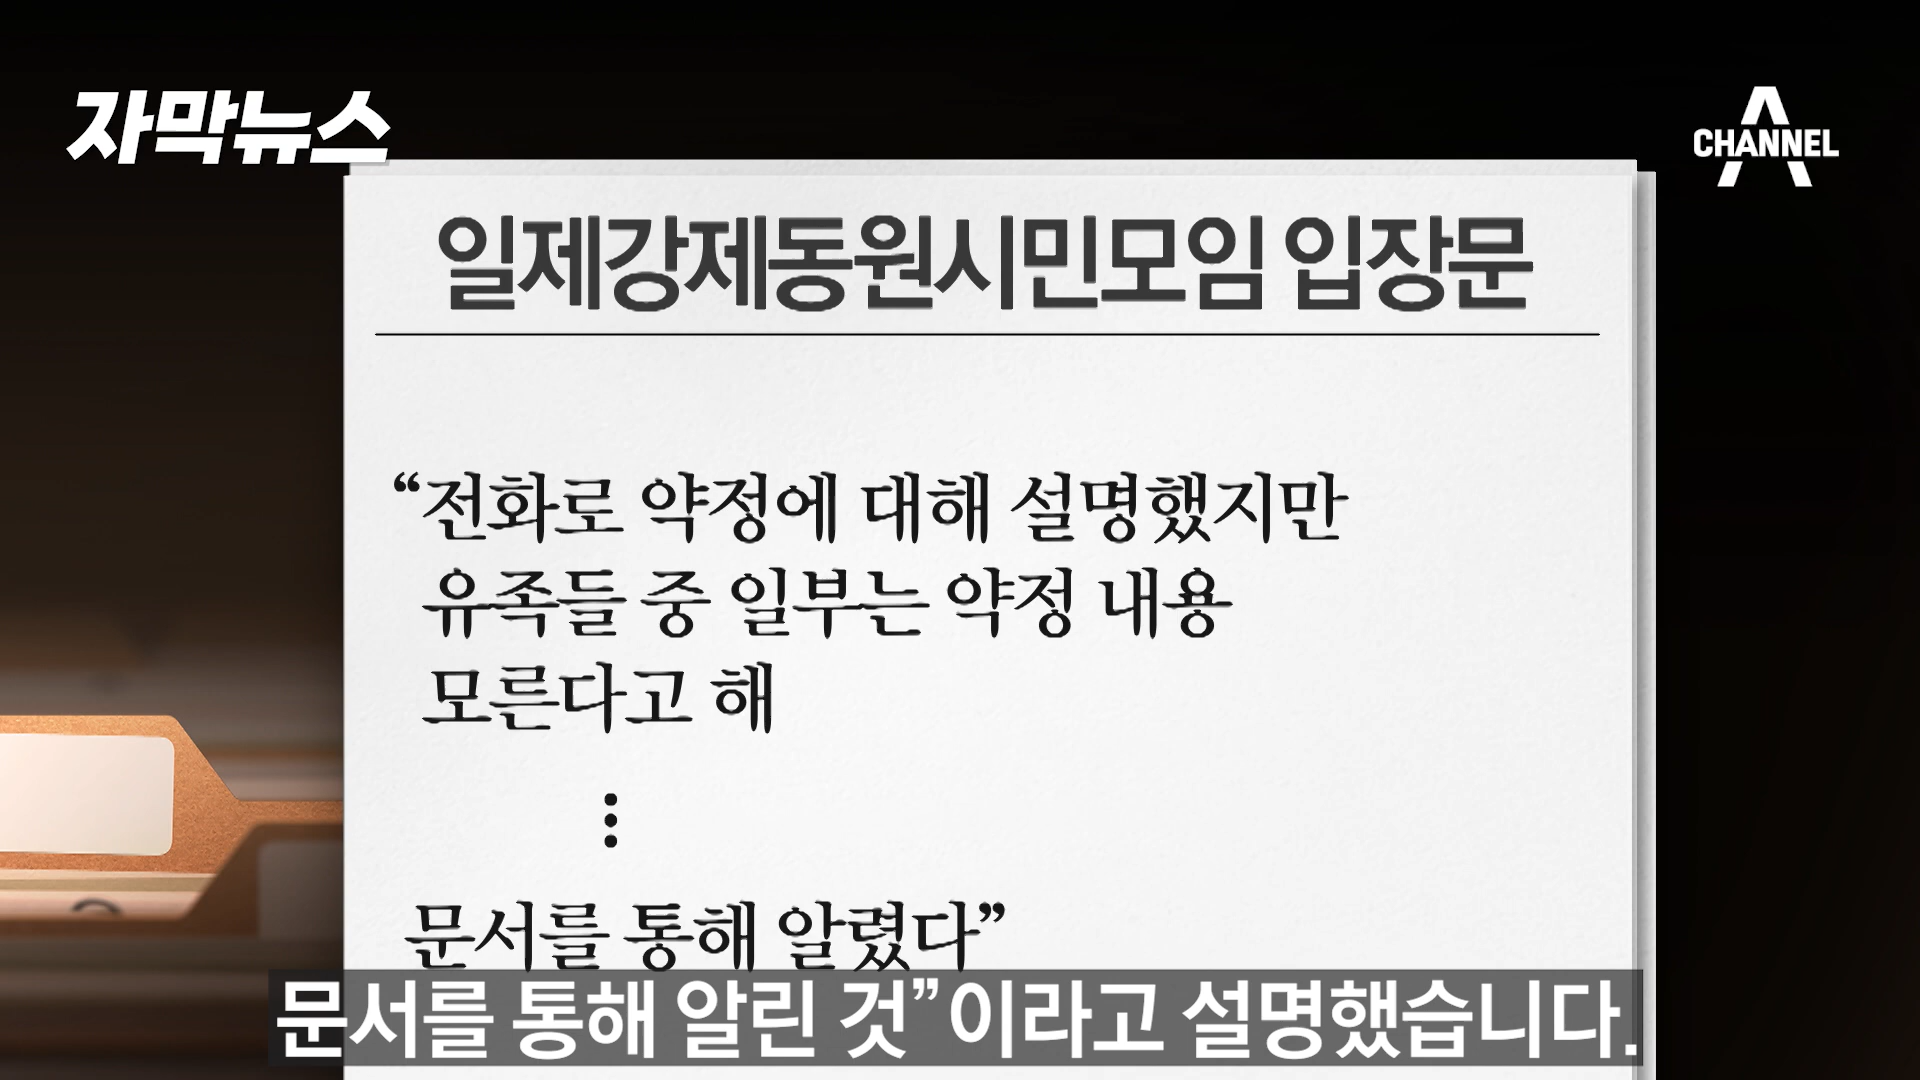 자막뉴스
CHANNEL A
일제강제동원시민모임 입장문
“전화로 약정에 대해 설명했지만
유족들 중 일부는 약정 내용
모른다고 해
⋮
문서를 통해 알렸다”
문서를 통해 알린 것”이라고 설명했습니다.